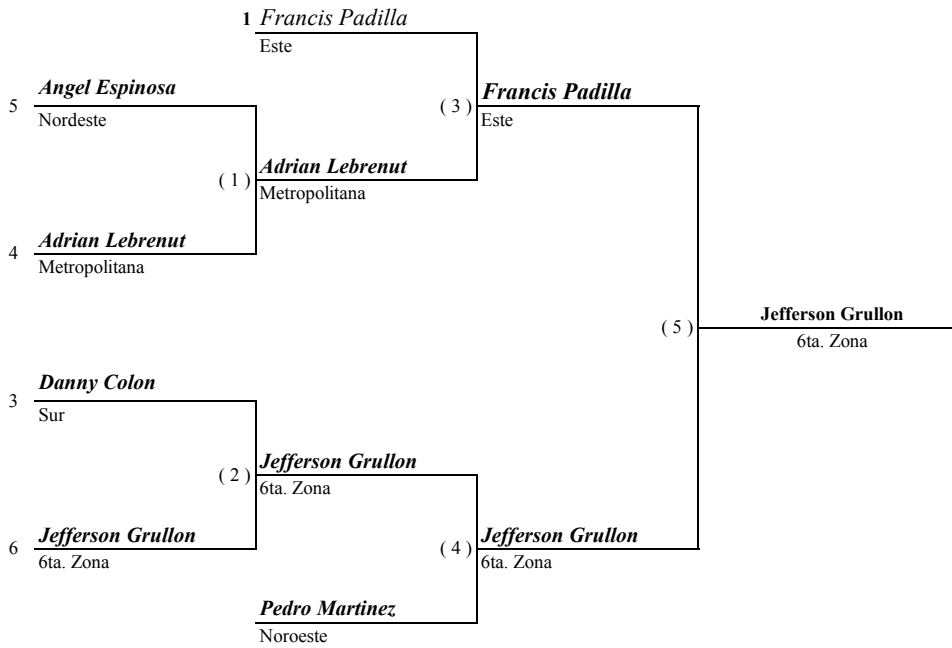 1 Francis Padilla
Este
Angel Espinosa
5
Nordeste
( 3 ) Francis Padilla
Este
( 1 ) Adrian Lebrenut
Metropolitana
4 Adrian Lebrenut
Metropolitana
( 5 ) Jefferson Grullon
6ta. Zona
3 Danny Colon
Sur
( 2 ) Jefferson Grullon
6ta. Zona
6 Jefferson Grullon
6ta. Zona
( 4 ) Jefferson Grullon
6ta. Zona
Pedro Martinez
Noroeste